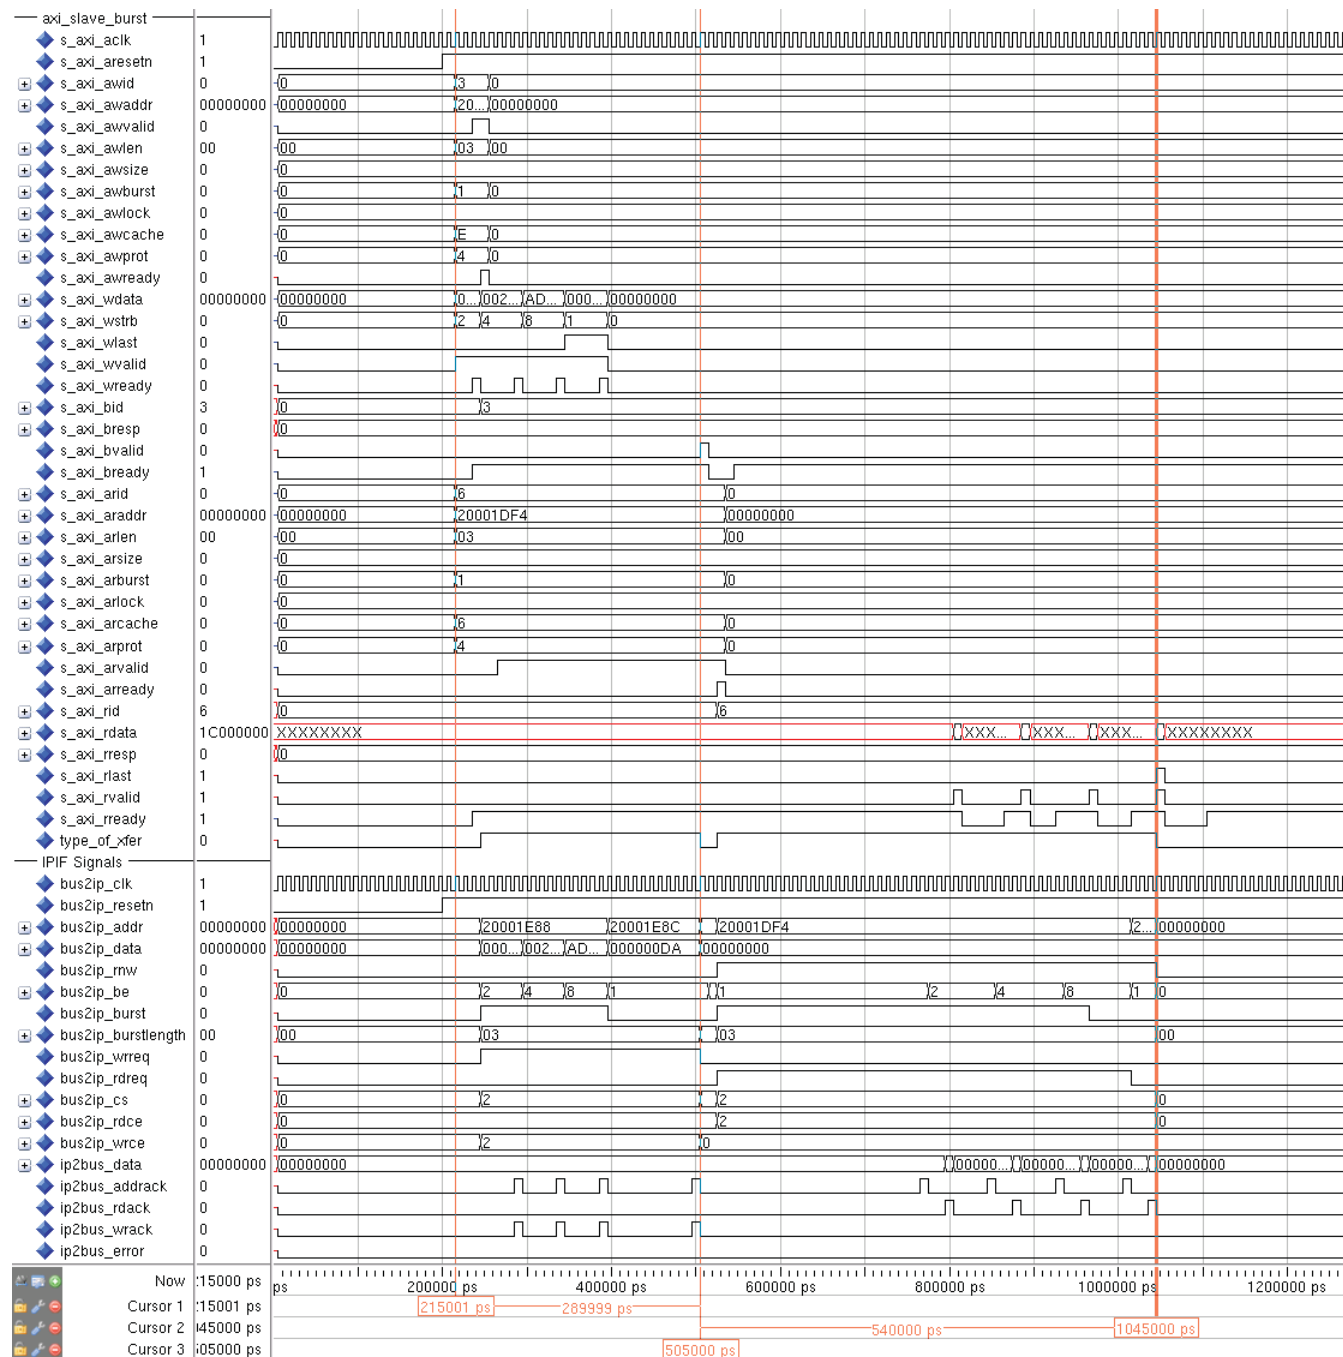 axi_slave_burst
s_axi_aclk 1
s_axi_aresetn 1
s_axi_awid 0 0 3 0
s_axi_awaddr 00000000 00000000 20... 00000000
s_axi_awvalid 0
s_axi_awlen 00 00 03 00
s_axi_awsize 0 0
s_axi_awburst 0 0 1 0
s_axi_awlock 0 0
s_axi_awcache 0 0 E 0
s_axi_awprot 0 0 4 0
s_axi_awready 0
s_axi_wdata 00000000 00000000 0... 002... AD... 000... 00000000
s_axi_wstrb 0 0 2 4 8 1 0
s_axi_wlast 0
s_axi_wvalid 0
s_axi_wready 0
s_axi_bid 3 0 3
s_axi_bresp 0 0
s_axi_bvalid 0
s_axi_bready 1
s_axi_arid 0 0 6 0
s_axi_araddr 00000000 00000000 20001DF4 00000000
s_axi_arlen 00 00 03 00
s_axi_arsize 0 0
s_axi_arburst 0 0 1 0
s_axi_arlock 0 0
s_axi_arcache 0 0 6 0
s_axi_arprot 0 0 4 0
s_axi_arvalid 0
s_axi_arready 0
s_axi_rid 6 0 6
s_axi_rdata 1C000000 XXXXXXXX XXX... XXX... XXX... XXXXXXXX
s_axi_rresp 0 0
s_axi_rlast 1
s_axi_rvalid 1
s_axi_rready 1
type_of_xfer 0
IPIF Signals
bus2ip_clk 1
bus2ip_resetn 1
bus2ip_addr 00000000 00000000 20001E88 20001E8C 20001DF4 2... 00000000
bus2ip_data 00000000 00000000 000... 002... AD... 000000DA 00000000
bus2ip_rnw 0
bus2ip_be 0 0 2 4 8 1 1 2 4 8 1 0
bus2ip_burst 0
bus2ip_burstlength 00 00 03 03 00
bus2ip_wrreq 0
bus2ip_rdreq 0
bus2ip_cs 0 0 2 2 0
bus2ip_rdce 0 0 2 0
bus2ip_wrce 0 0 2 0
ip2bus_data 00000000 00000000 00000... 00000... 00000... 00000000
ip2bus_addrack 0
ip2bus_rdack 0
ip2bus_wrack 0
ip2bus_error 0
Now :15000 ps ps 200000 ps 400000 ps 600000 ps 800000 ps 1000000 ps 1200000 ps
Cursor 1 :15001 ps 215001 ps 289999 ps
Cursor 2 45000 ps 540000 ps 1045000 ps
Cursor 3 05000 ps 505000 ps